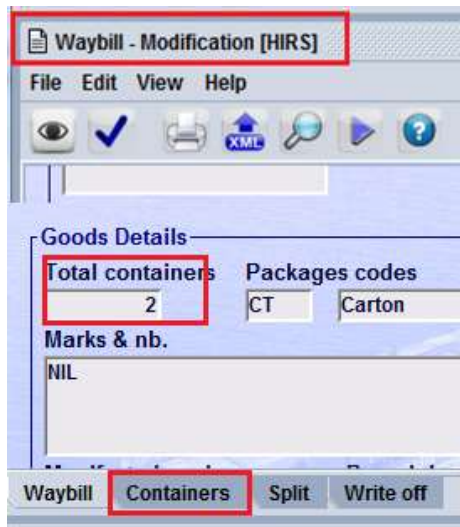 Waybill - Modification [HIRS]
File Edit View Help
XML
Goods Details
Total containers Packages codes
2 CT Carton
Marks & nb.
NIL
Waybill Containers Split Write off